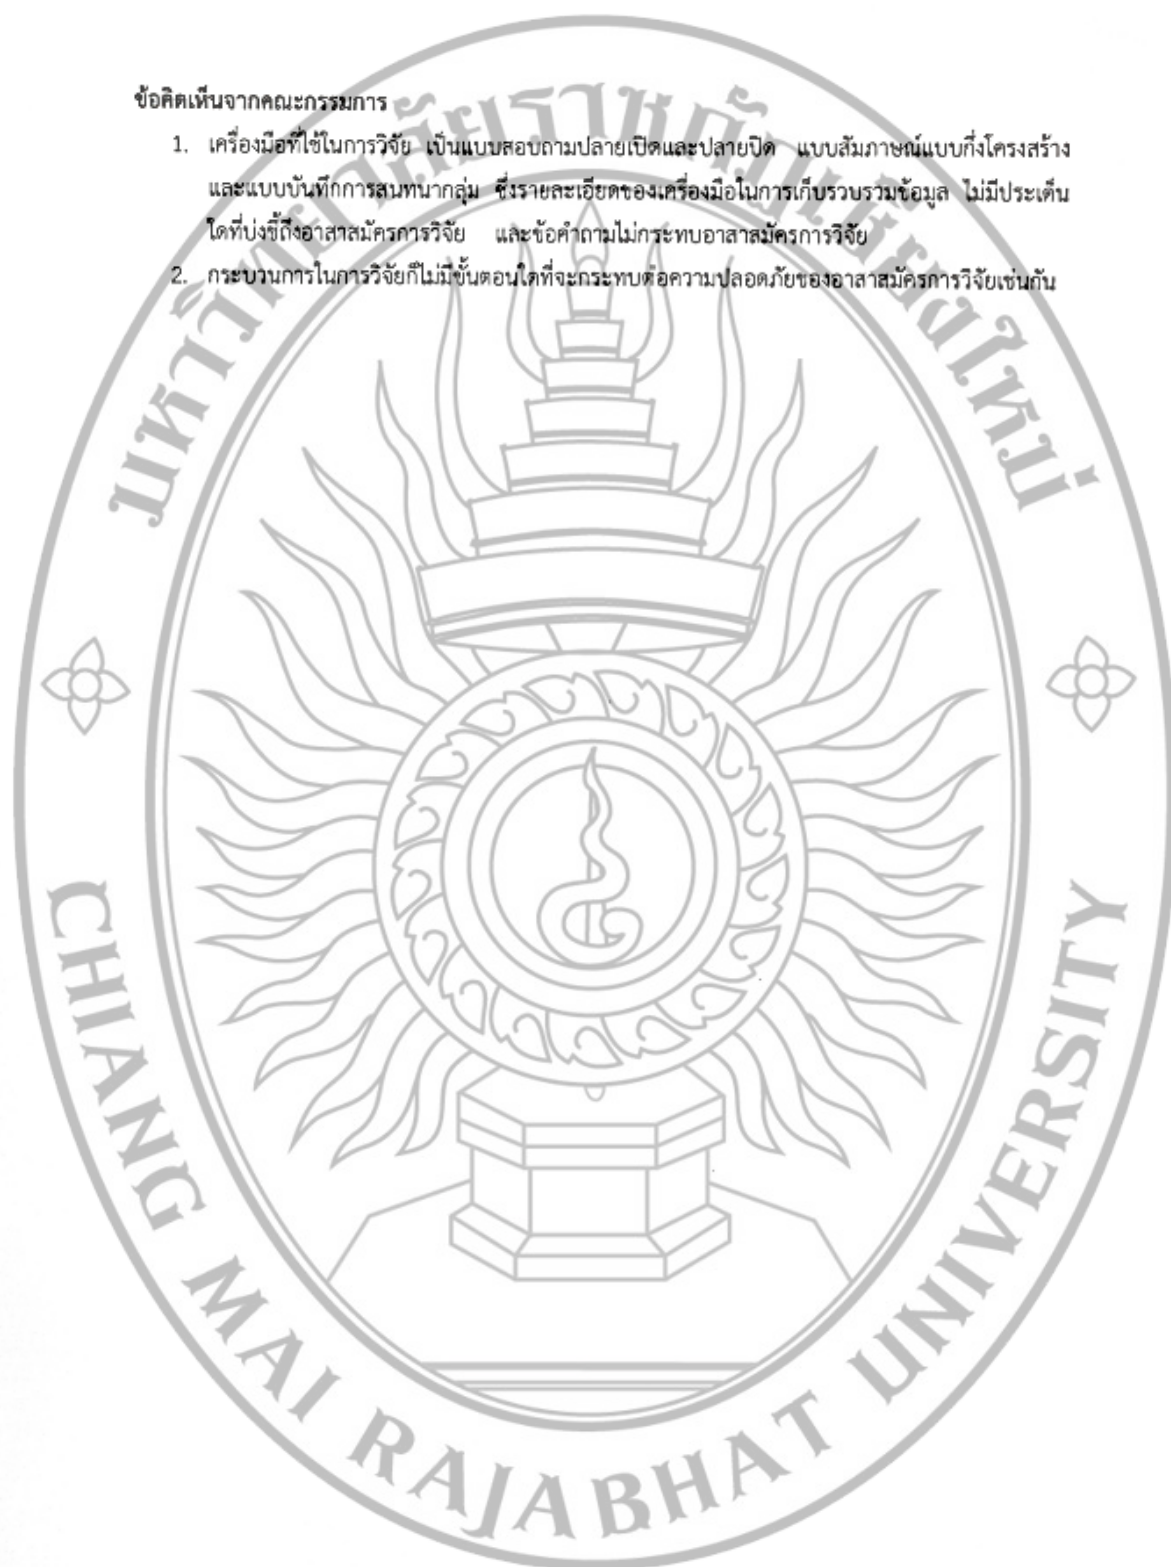 ข้อคิดเห็นจากคณะกรรมการ
1. เครื่องมือที่ใช้ในการวิจัย เป็นแบบสอบถามปลายเปิดและปลายปิด แบบสัมภาษณ์แบบกึ่งโครงสร้าง
และแบบบันทึกการสนทนากลุ่ม ซึ่งรายละเอียดของเครื่องมือในการเก็บรวบรวมข้อมูล ไม่มีประเด็น
ใดที่บ่งชี้ถึงอาสาสมัครการวิจัย และข้อคำถามไม่กระทบอาสาสมัครการวิจัย
2. กระบวนการในการวิจัยก็ไม่มีขั้นตอนใดที่จะกระทบต่อความปลอดภัยของอาสาสมัครการวิจัยเช่นกัน
มหาวิทยาลัยราชภัฏเชียงใหม่
CHIANG MAI RAJABHAT UNIVERSITY